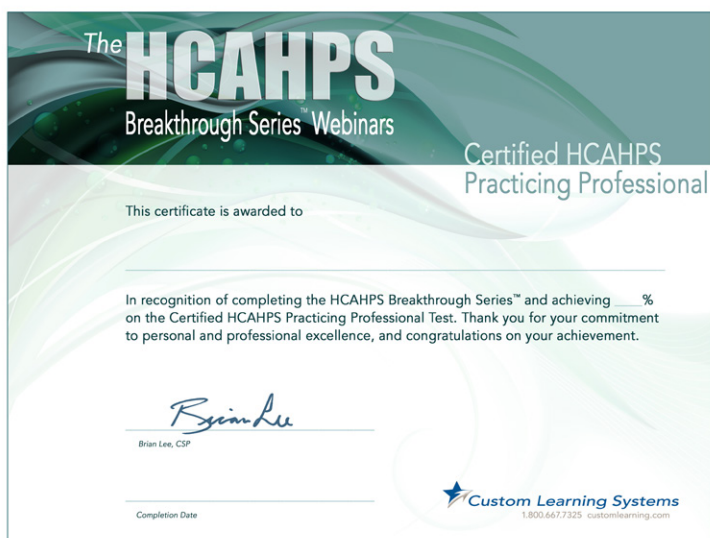 The HCAHPS
Breakthrough Series™ Webinars
Certified HCAHPS
Practicing Professional
This certificate is awarded to
In recognition of completing the HCAHPS Breakthrough Series™ and achieving ____%
on the Certified HCAHPS Practicing Professional Test. Thank you for your commitment
to personal and professional excellence, and congratulations on your achievement.
Brian Lee
Brian Lee, CSP
Completion Date
Custom Learning Systems
1.800.667.7325 customlearning.com